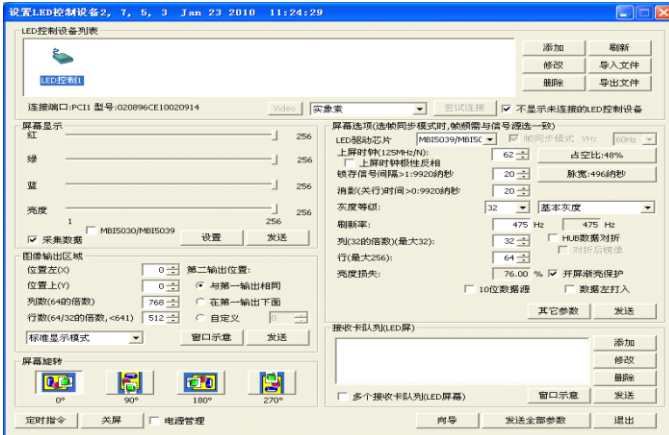 设置LED控制设备2, 7, 5, 3 Jan 23 2010 11:24:29
LED控制设备列表
LED控制1
添加 刷新
修改 导入文件
删除 导出文件
连接端口:PCI1 型号:020896CE10020914 Video 实象素 尝试连接 不显示未连接的LED控制设备
屏幕显示
红 256
绿 256
蓝 256
亮度 256
1 256
MBI5030/MBI5039
采集数据 设置 发送
图像输出区域
位置左(X) 0 第二输出位置:
位置上(Y) 0 与第一输出相同
列数(64的倍数) 768 在第一输出下面
行数(64/32的倍数,<641) 512 自定义 0
标准显示模式 窗口示意 发送
屏幕旋转
0° 90° 180° 270°
屏幕选项(选帧同步模式时,帧频需与信号源选一致)
LED驱动芯片 MBI5039/MBI5C 帧同步模式 VHz 60Hz
上屏时钟(125MHz/N): 62 占空比:48%
上屏时钟极性反相
锁存信号间隔>1:9920纳秒 20 脉宽:496纳秒
消影(关行)时间>0:9920纳秒 20
灰度等级: 32 基本灰度
刷新率: 475 Hz 475 Hz
列(32的倍数)(最大32): 32 HUB数据对折
对折后镜像
行(最大256): 64
亮度损失: 76.00 % 开屏渐亮保护
10位数据源 数据左打入
其它参数 发送
接收卡队列(LED屏)
添加
修改
删除
多个接收卡队列(LED屏幕) 窗口示意 发送
定时指令 关屏 电源管理 向导 发送全部参数 退出